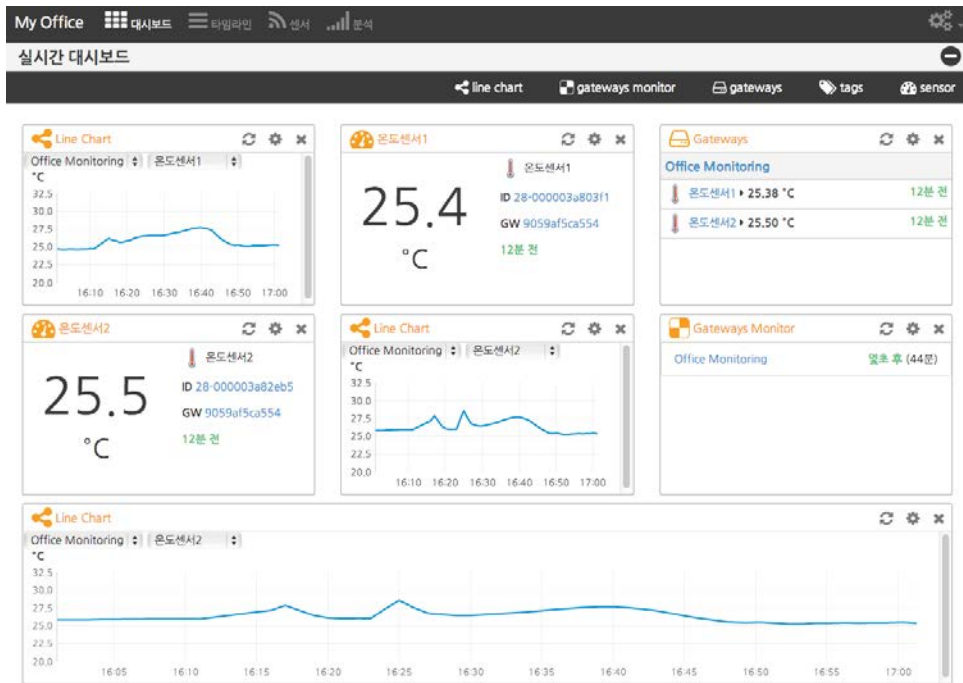 My Office 대시보드 타임라인 센서 분석
실시간 대시보드
line chart gateways monitor gateways tags sensor
Line Chart
Office Monitoring 온도센서1
°C
32.5
30.0
27.5
25.0
22.5
20.0
16:10 16:20 16:30 16:40 16:50 17:00
온도센서1
25.4
°C
온도센서1
ID 28-000003a803f1
GW 9059af5ca554
12분 전
Gateways
Office Monitoring
온도센서1 25.38 °C 12분 전
온도센서2 25.50 °C 12분 전
온도센서2
25.5
°C
온도센서2
ID 28-000003a82eb5
GW 9059af5ca554
12분 전
Line Chart
Office Monitoring 온도센서2
°C
32.5
30.0
27.5
25.0
22.5
20.0
16:10 16:20 16:30 16:40 16:50 17:00
Gateways Monitor
Office Monitoring 몇초 후 (44분)
Line Chart
Office Monitoring 온도센서2
°C
32.5
30.0
27.5
25.0
22.5
20.0
16:05 16:10 16:15 16:20 16:25 16:30 16:35 16:40 16:45 16:50 16:55 17:00